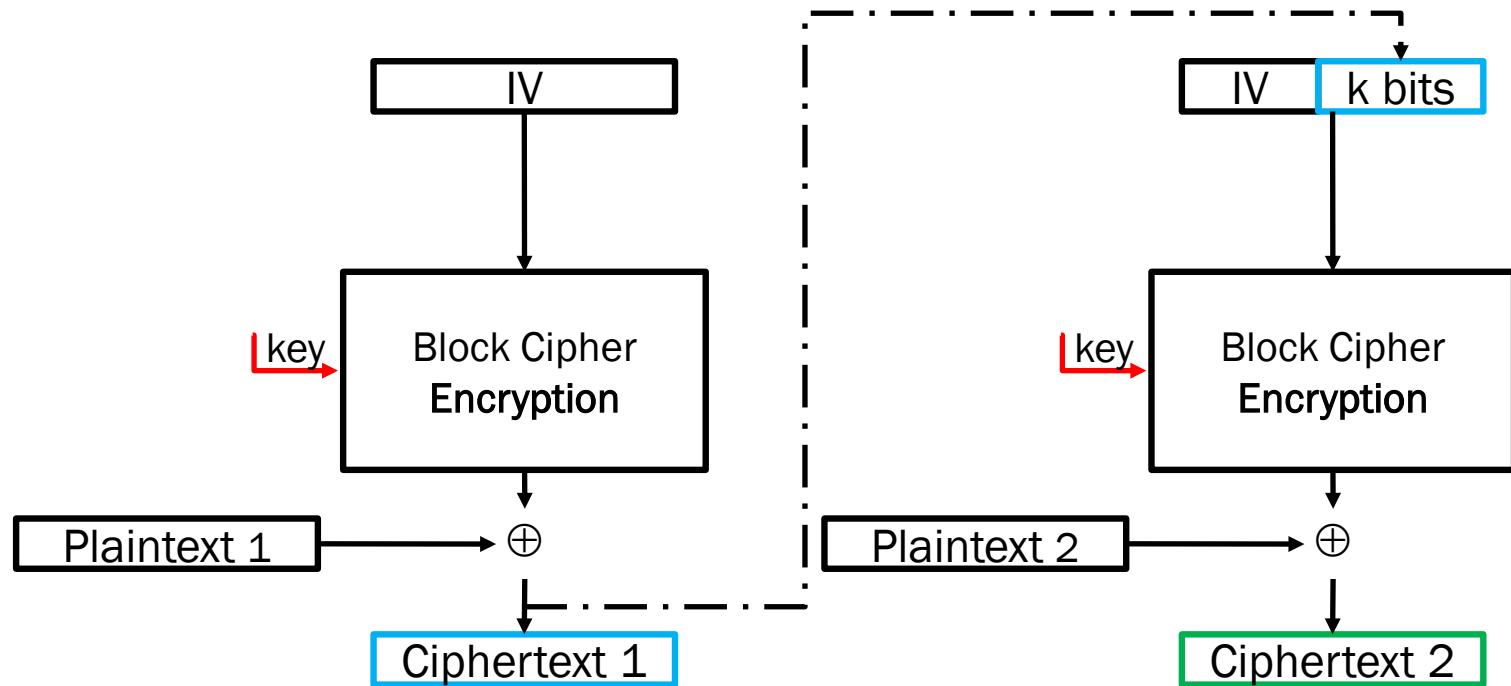 IV
IV
k bits
key
Block Cipher
Encryption
key
Block Cipher
Encryption
Plaintext 1
⊕
Plaintext 2
⊕
Ciphertext 1
Ciphertext 2